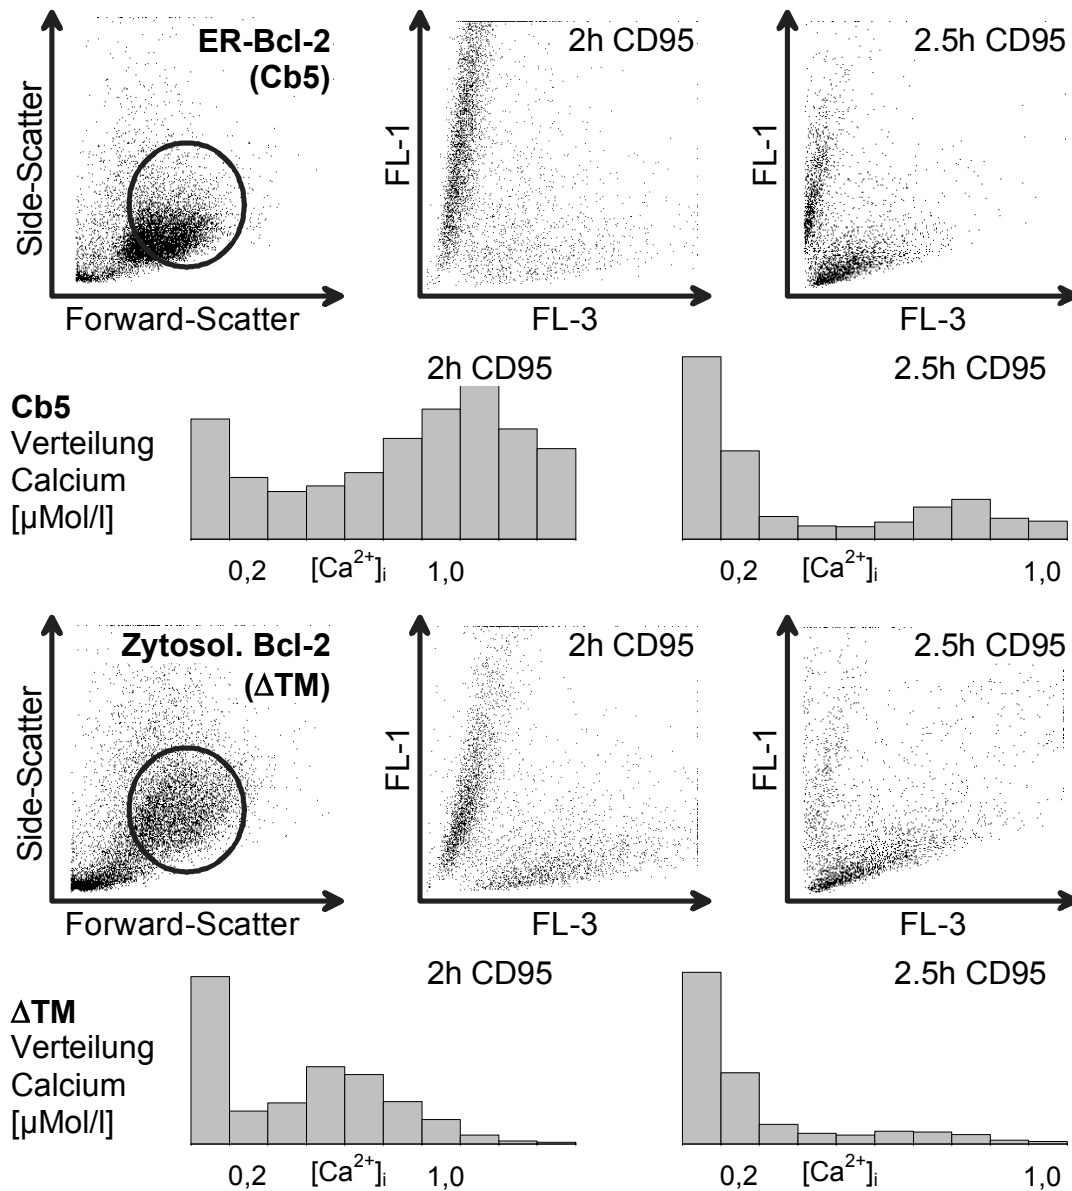 ER-Bcl-2
(Cb5)
Side-Scatter
Forward-Scatter
2h CD95
FL-1
FL-3
2.5h CD95
FL-1
FL-3
Cb5
Verteilung
Calcium
[µMol/l]
2h CD95
0,2 [Ca²⁺]i 1,0
2.5h CD95
0,2 [Ca²⁺]i 1,0
Zytosol. Bcl-2
(ΔTM)
Side-Scatter
Forward-Scatter
2h CD95
FL-1
FL-3
2.5h CD95
FL-1
FL-3
ΔTM
Verteilung
Calcium
[µMol/l]
2h CD95
0,2 [Ca²⁺]i 1,0
2.5h CD95
0,2 [Ca²⁺]i 1,0